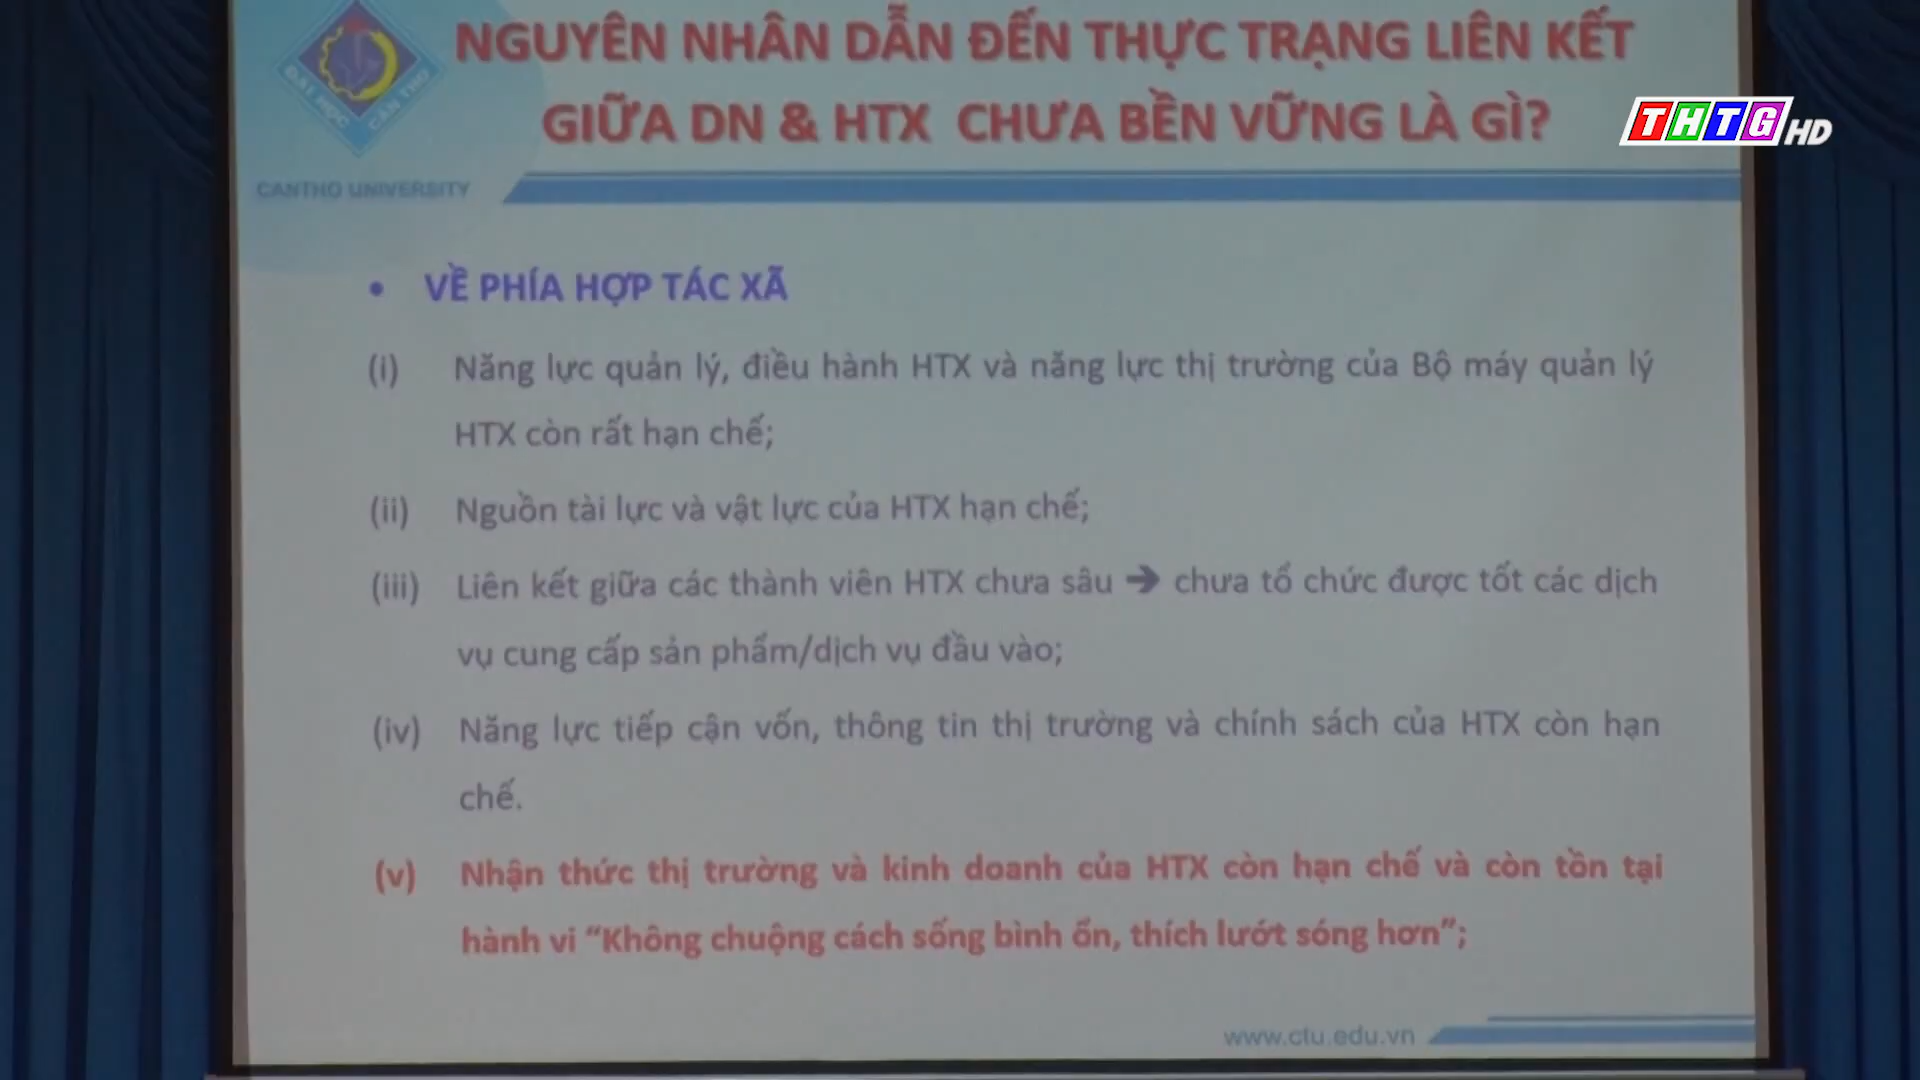 NGUYÊN NHÂN DẪN ĐẾN THỰC TRẠNG LIÊN KẾT
GIỮA DN & HTX CHƯA BỀN VỮNG LÀ GÌ?
THTG HD
ĐẠI HỌC CẦN THƠ
CANTHO UNIVERSITY
• VỀ PHÍA HỢP TÁC XÃ
(i) Năng lực quản lý, điều hành HTX và năng lực thị trường của Bộ máy quản lý
HTX còn rất hạn chế;
(ii) Nguồn tài lực và vật lực của HTX hạn chế;
(iii) Liên kết giữa các thành viên HTX chưa sâu ➔ chưa tổ chức được tốt các dịch
vụ cung cấp sản phẩm/dịch vụ đầu vào;
(iv) Năng lực tiếp cận vốn, thông tin thị trường và chính sách của HTX còn hạn
chế.
(v) Nhận thức thị trường và kinh doanh của HTX còn hạn chế và còn tồn tại
hành vi “Không chuộng cách sống bình ổn, thích lướt sóng hơn”;
www.ctu.edu.vn